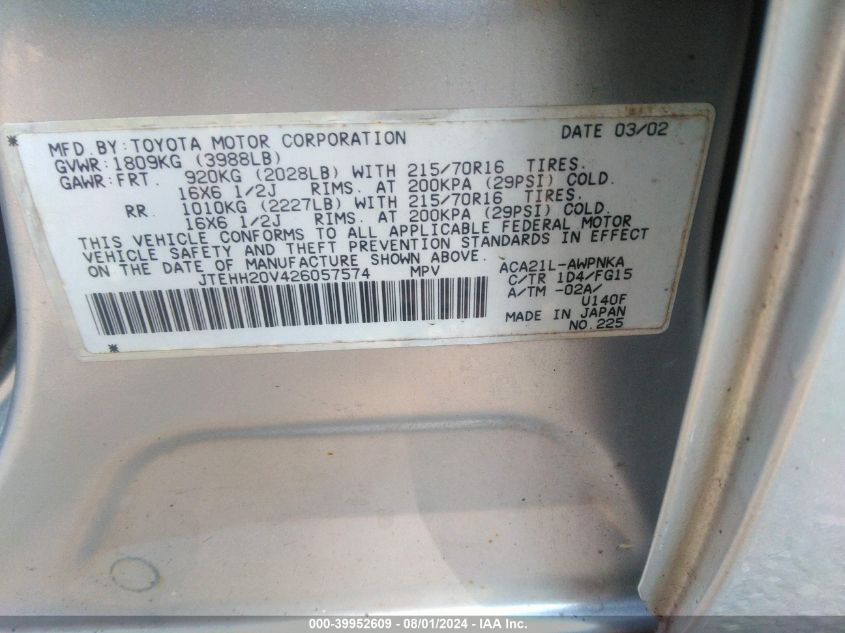 MFD. BY: TOYOTA MOTOR CORPORATION DATE 03/02
GVWR: 1809KG (3988LB)
GAWR: FRT. 920KG (2028LB) WITH 215/70R16 TIRES.
16X6 1/2J RIMS. AT 200KPA (29PSI) COLD.
RR. 1010KG (2227LB) WITH 215/70R16 TIRES.
16X6 1/2J RIMS. AT 200KPA (29PSI) COLD.
THIS VEHICLE CONFORMS TO ALL APPLICABLE FEDERAL MOTOR
VEHICLE SAFETY AND THEFT PREVENTION STANDARDS IN EFFECT
ON THE DATE OF MANUFACTURE SHOWN ABOVE.
JTEHH20V426057574 MPV ACA21L-AWPNKA
C/TR 1D4/FG15
A/TM -02A/
U140F
MADE IN JAPAN
NO.225
000-39952609 - 08/01/2024 - IAA Inc.